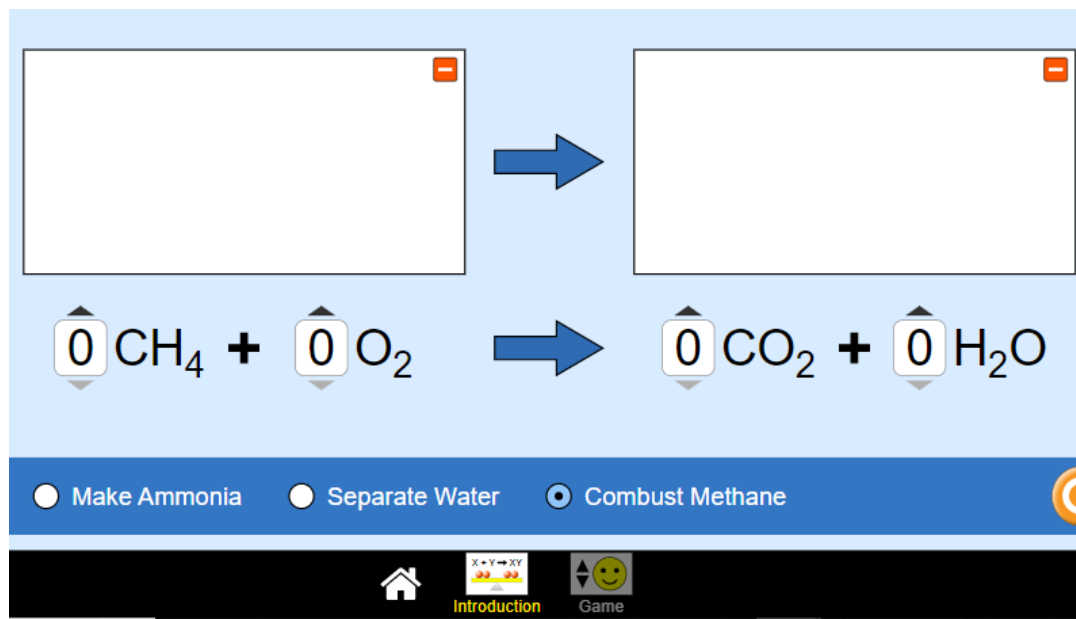 0 CH₄ + 0 O₂ → 0 CO₂ + 0 H₂O
Make Ammonia Separate Water Combust Methane
X + Y → XY
Introduction Game